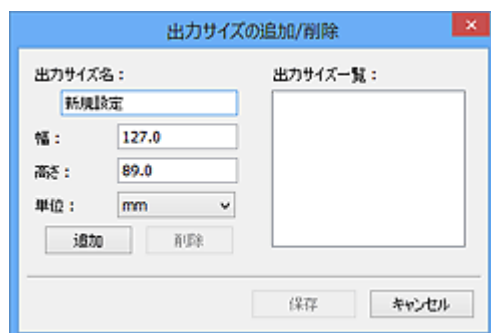 出力サイズの追加/削除
出力サイズ名：
新規設定
幅：
127.0
高さ：
89.0
単位：
mm
追加
削除
出力サイズ一覧：
保存
キャンセル